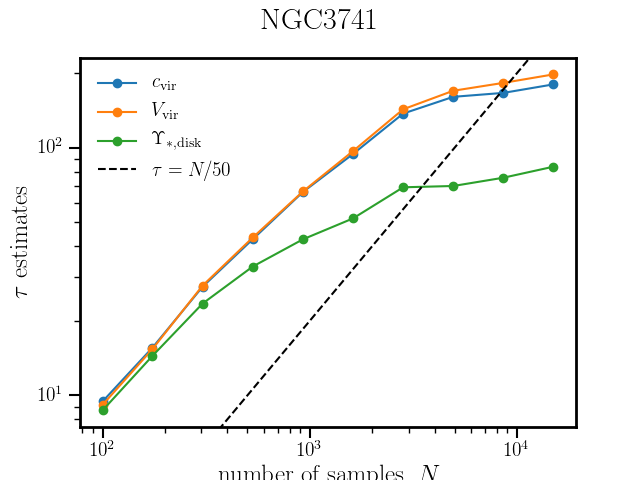 NGC3741
c_vir
V_vir
Υ_*,disk
τ = N/50
τ estimates
10^2
10^1
10^2
10^3
10^4
number of samples, N